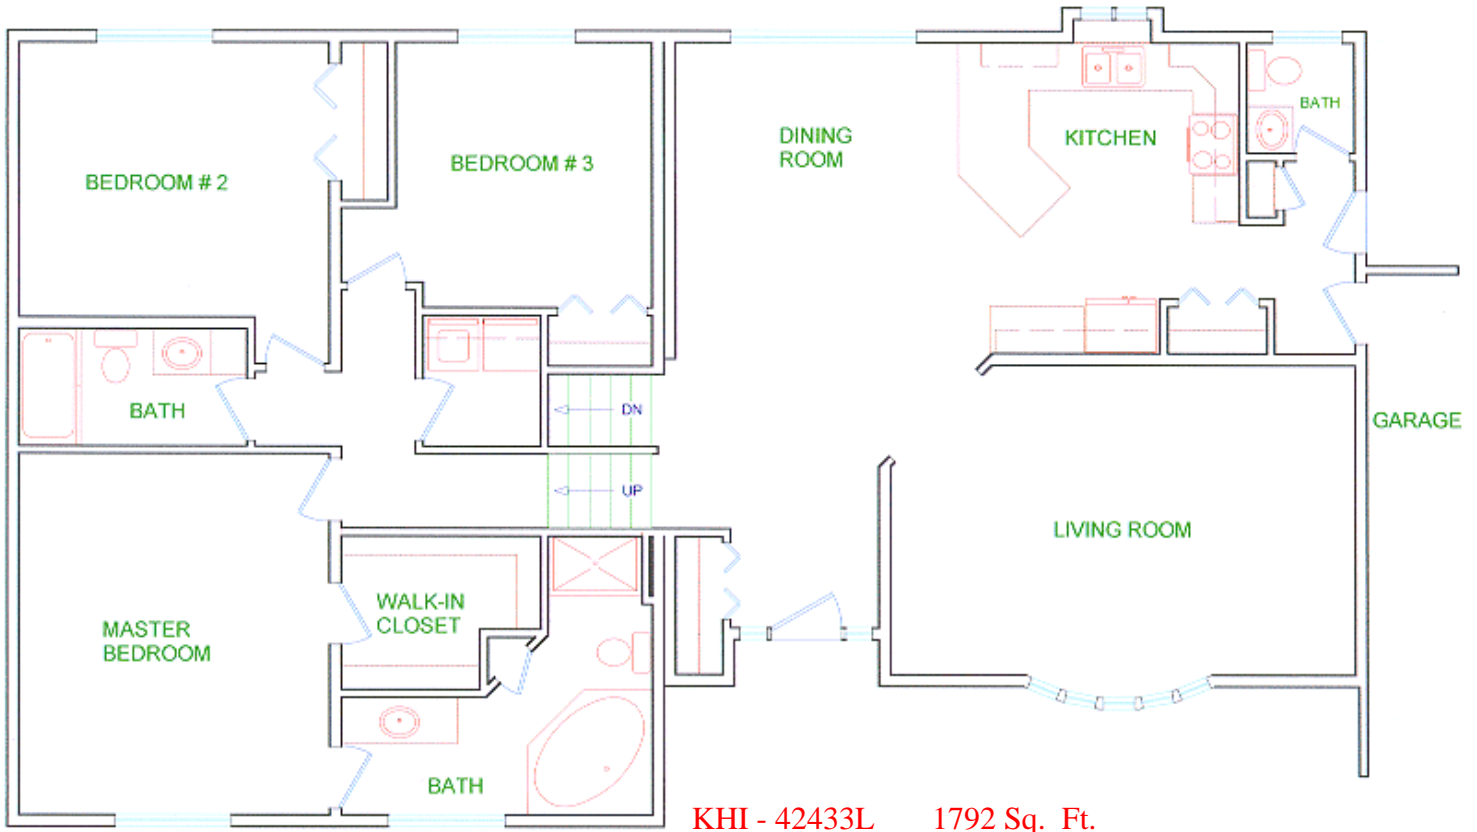 BATH
DINING
ROOM
KITCHEN
BEDROOM # 3
BEDROOM # 2
DN
BATH
GARAGE
UP
LIVING ROOM
WALK-IN
CLOSET
MASTER
BEDROOM
BATH
KHI - 42433L 1792 Sq. Ft.